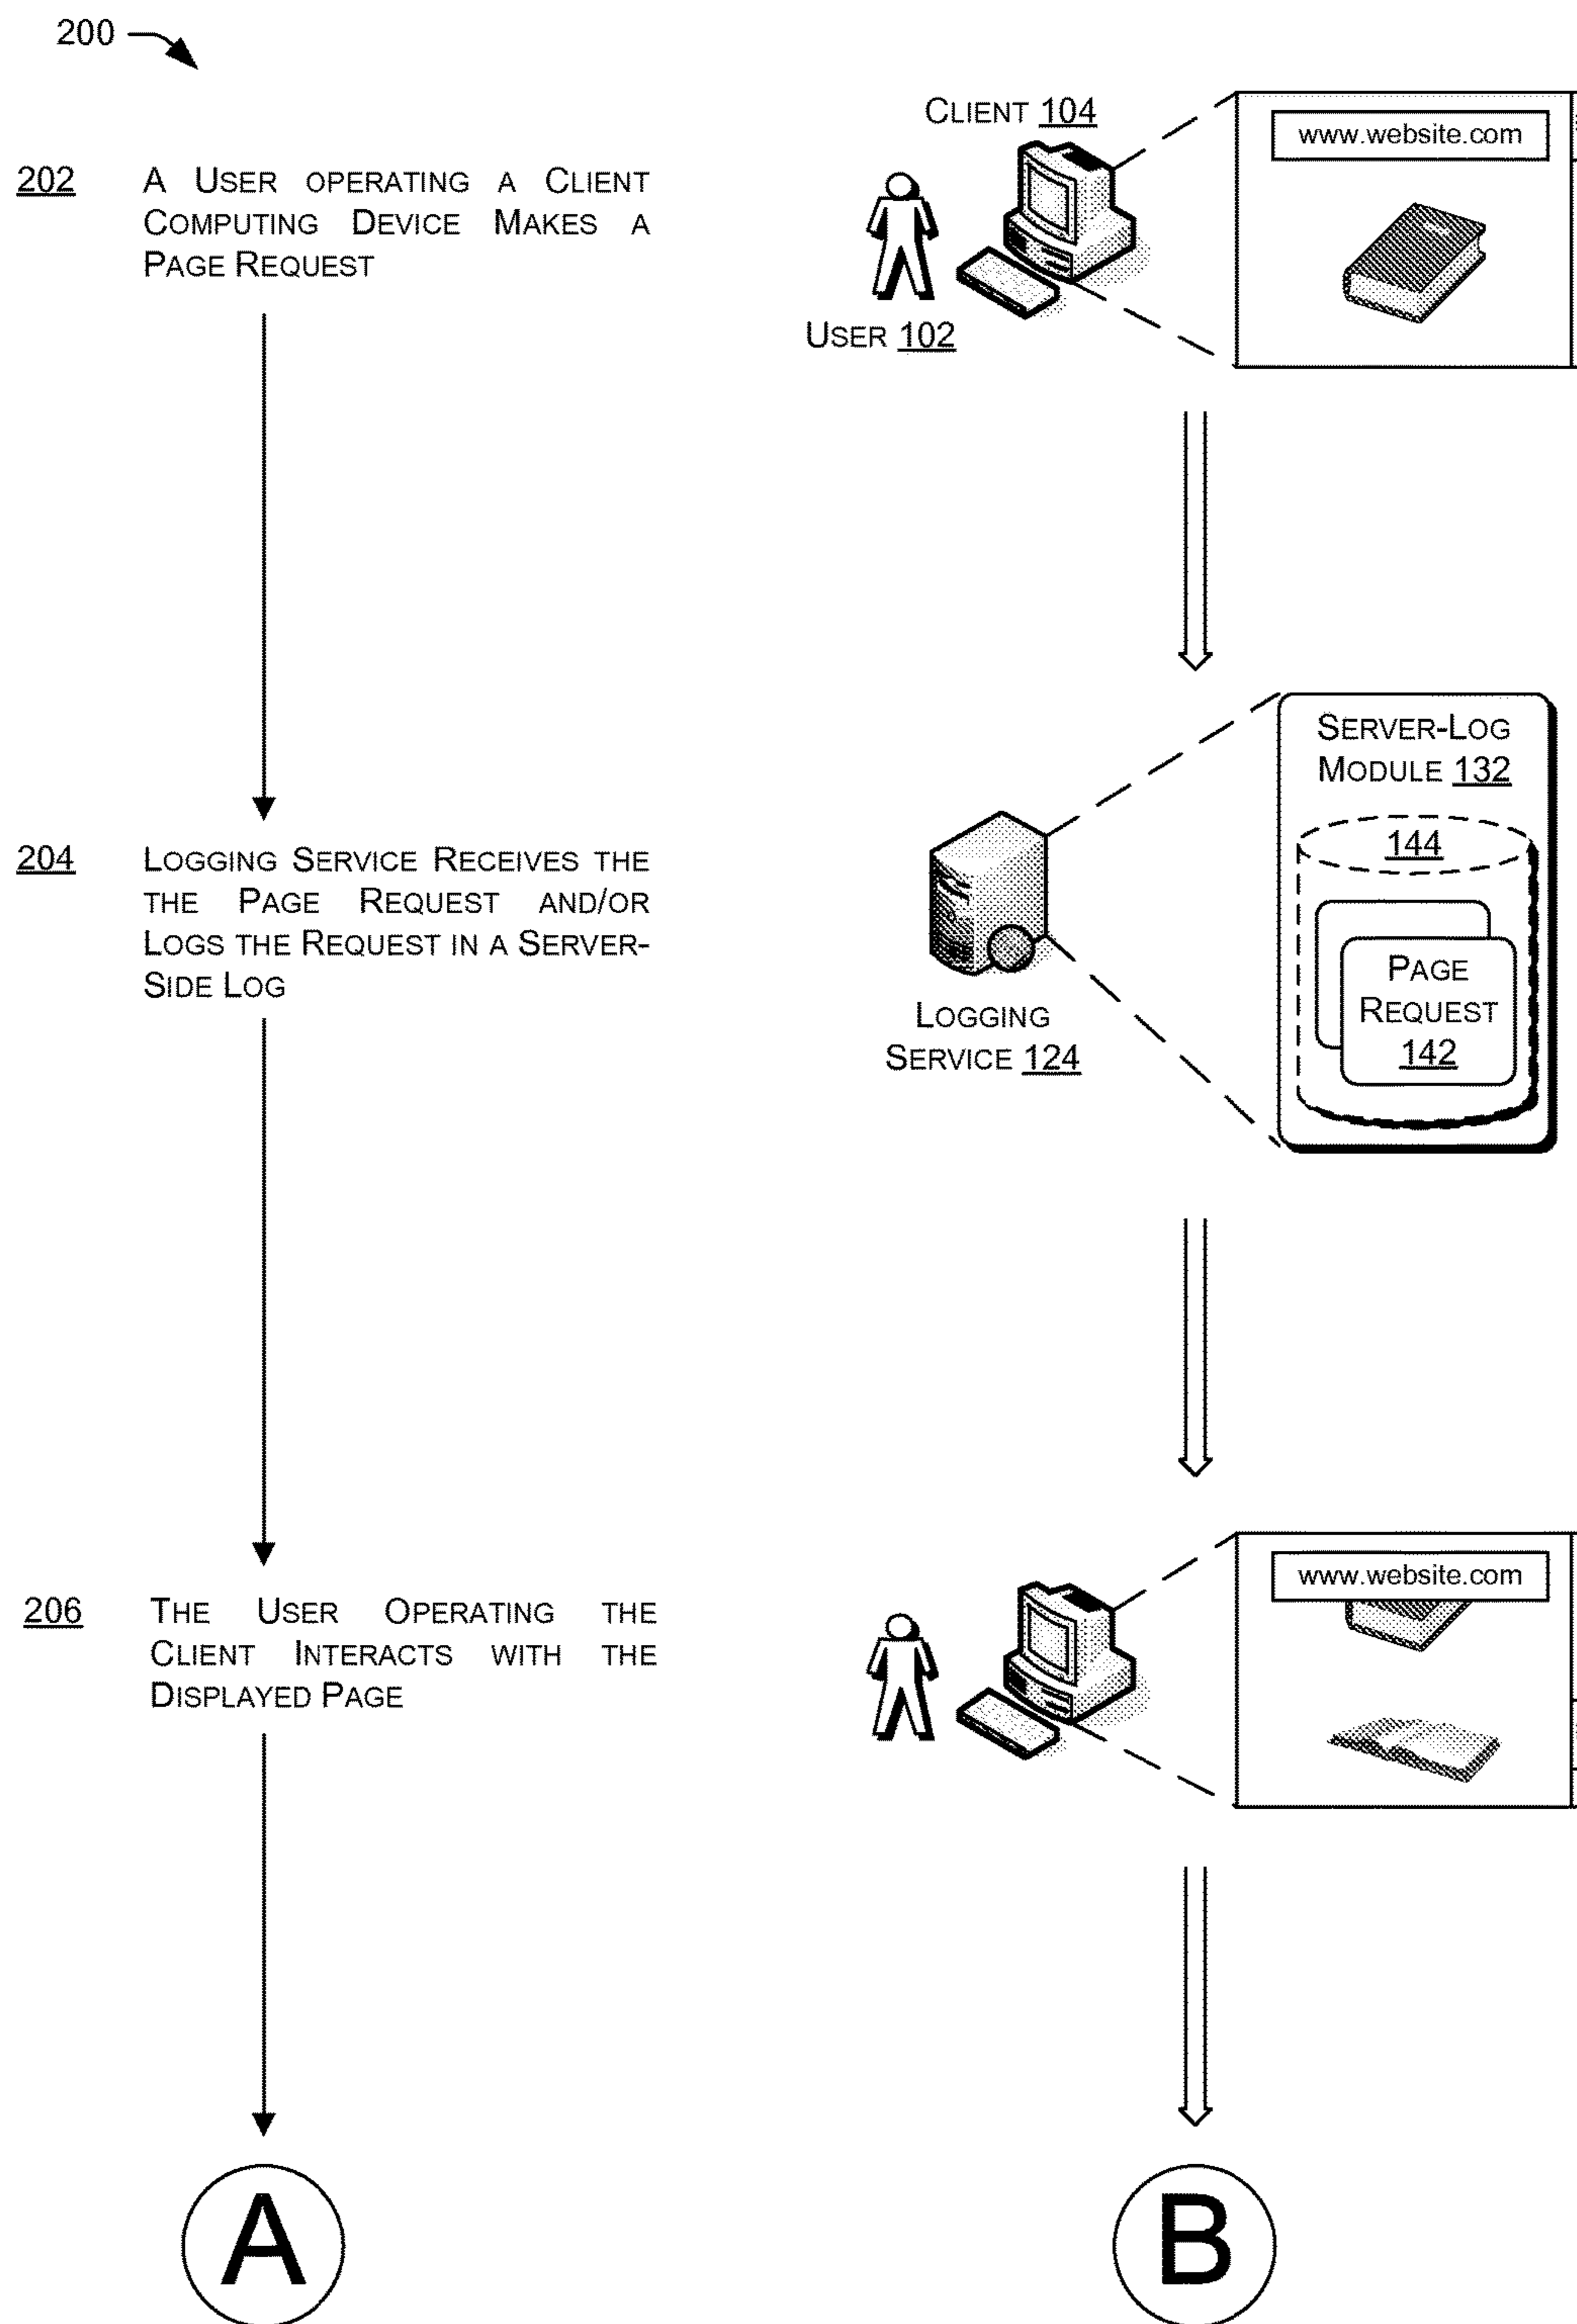 200
202 A USER OPERATING A CLIENT
COMPUTING DEVICE MAKES A
PAGE REQUEST
CLIENT 104
USER 102
www.website.com
204 LOGGING SERVICE RECEIVES THE
THE PAGE REQUEST AND/OR
LOGS THE REQUEST IN A SERVER-
SIDE LOG
LOGGING
SERVICE 124
SERVER-LOG
MODULE 132
144
PAGE
REQUEST
142
206 THE USER OPERATING THE
CLIENT INTERACTS WITH THE
DISPLAYED PAGE
www.website.com
A
B